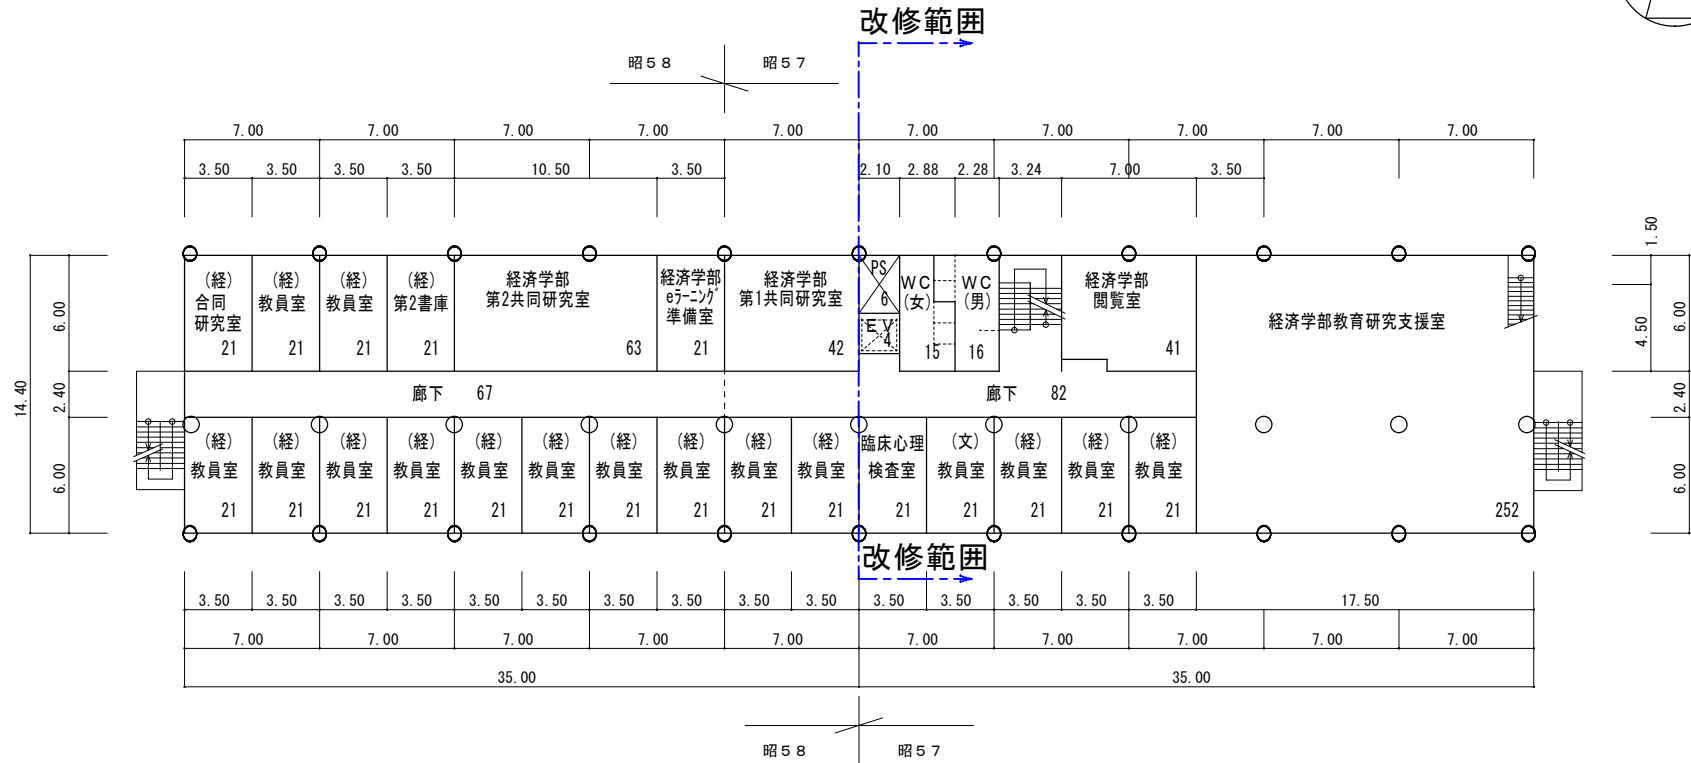 改修範囲
昭５８ 昭５７
7.00 7.00 7.00 7.00 7.00 7.00 7.00 7.00 7.00 7.00
3.50 3.50 3.50 3.50 10.50 3.50 2.10 2.88 2.28 3.24 7.00 3.50
14.40
6.00
2.40
6.00
(経)
合同
研究室
21
(経)
教員室
21
(経)
教員室
21
(経)
第2書庫
21
経済学部
第2共同研究室
63
経済学部
eﾗｰﾆﾝｸﾞ
準備室
21
経済学部
第1共同研究室
42
PS
6
EV
4
WC
(女)
15
WC
(男)
16
経済学部
閲覧室
41
経済学部教育研究支援室
252
1.50
4.50
6.00
2.40
6.00
廊下 67
廊下 82
(経)
教員室
21
(経)
教員室
21
(経)
教員室
21
(経)
教員室
21
(経)
教員室
21
(経)
教員室
21
(経)
教員室
21
(経)
教員室
21
(経)
教員室
21
(経)
教員室
21
臨床心理
検査室
21
(文)
教員室
21
(経)
教員室
21
(経)
教員室
21
(経)
教員室
21
改修範囲
3.50 3.50 3.50 3.50 3.50 3.50 3.50 3.50 3.50 3.50 3.50 3.50 3.50 3.50 3.50 17.50
7.00 7.00 7.00 7.00 7.00 7.00 7.00 7.00 7.00 7.00
35.00 35.00
昭５８ 昭５７